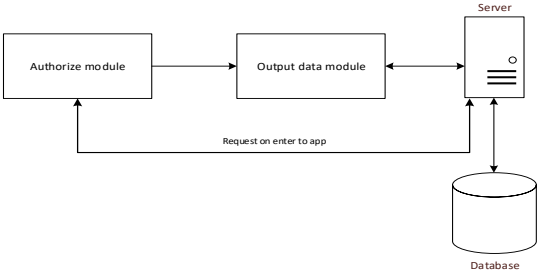 Server
Authorize module
Output data module
Request on enter to app
Database